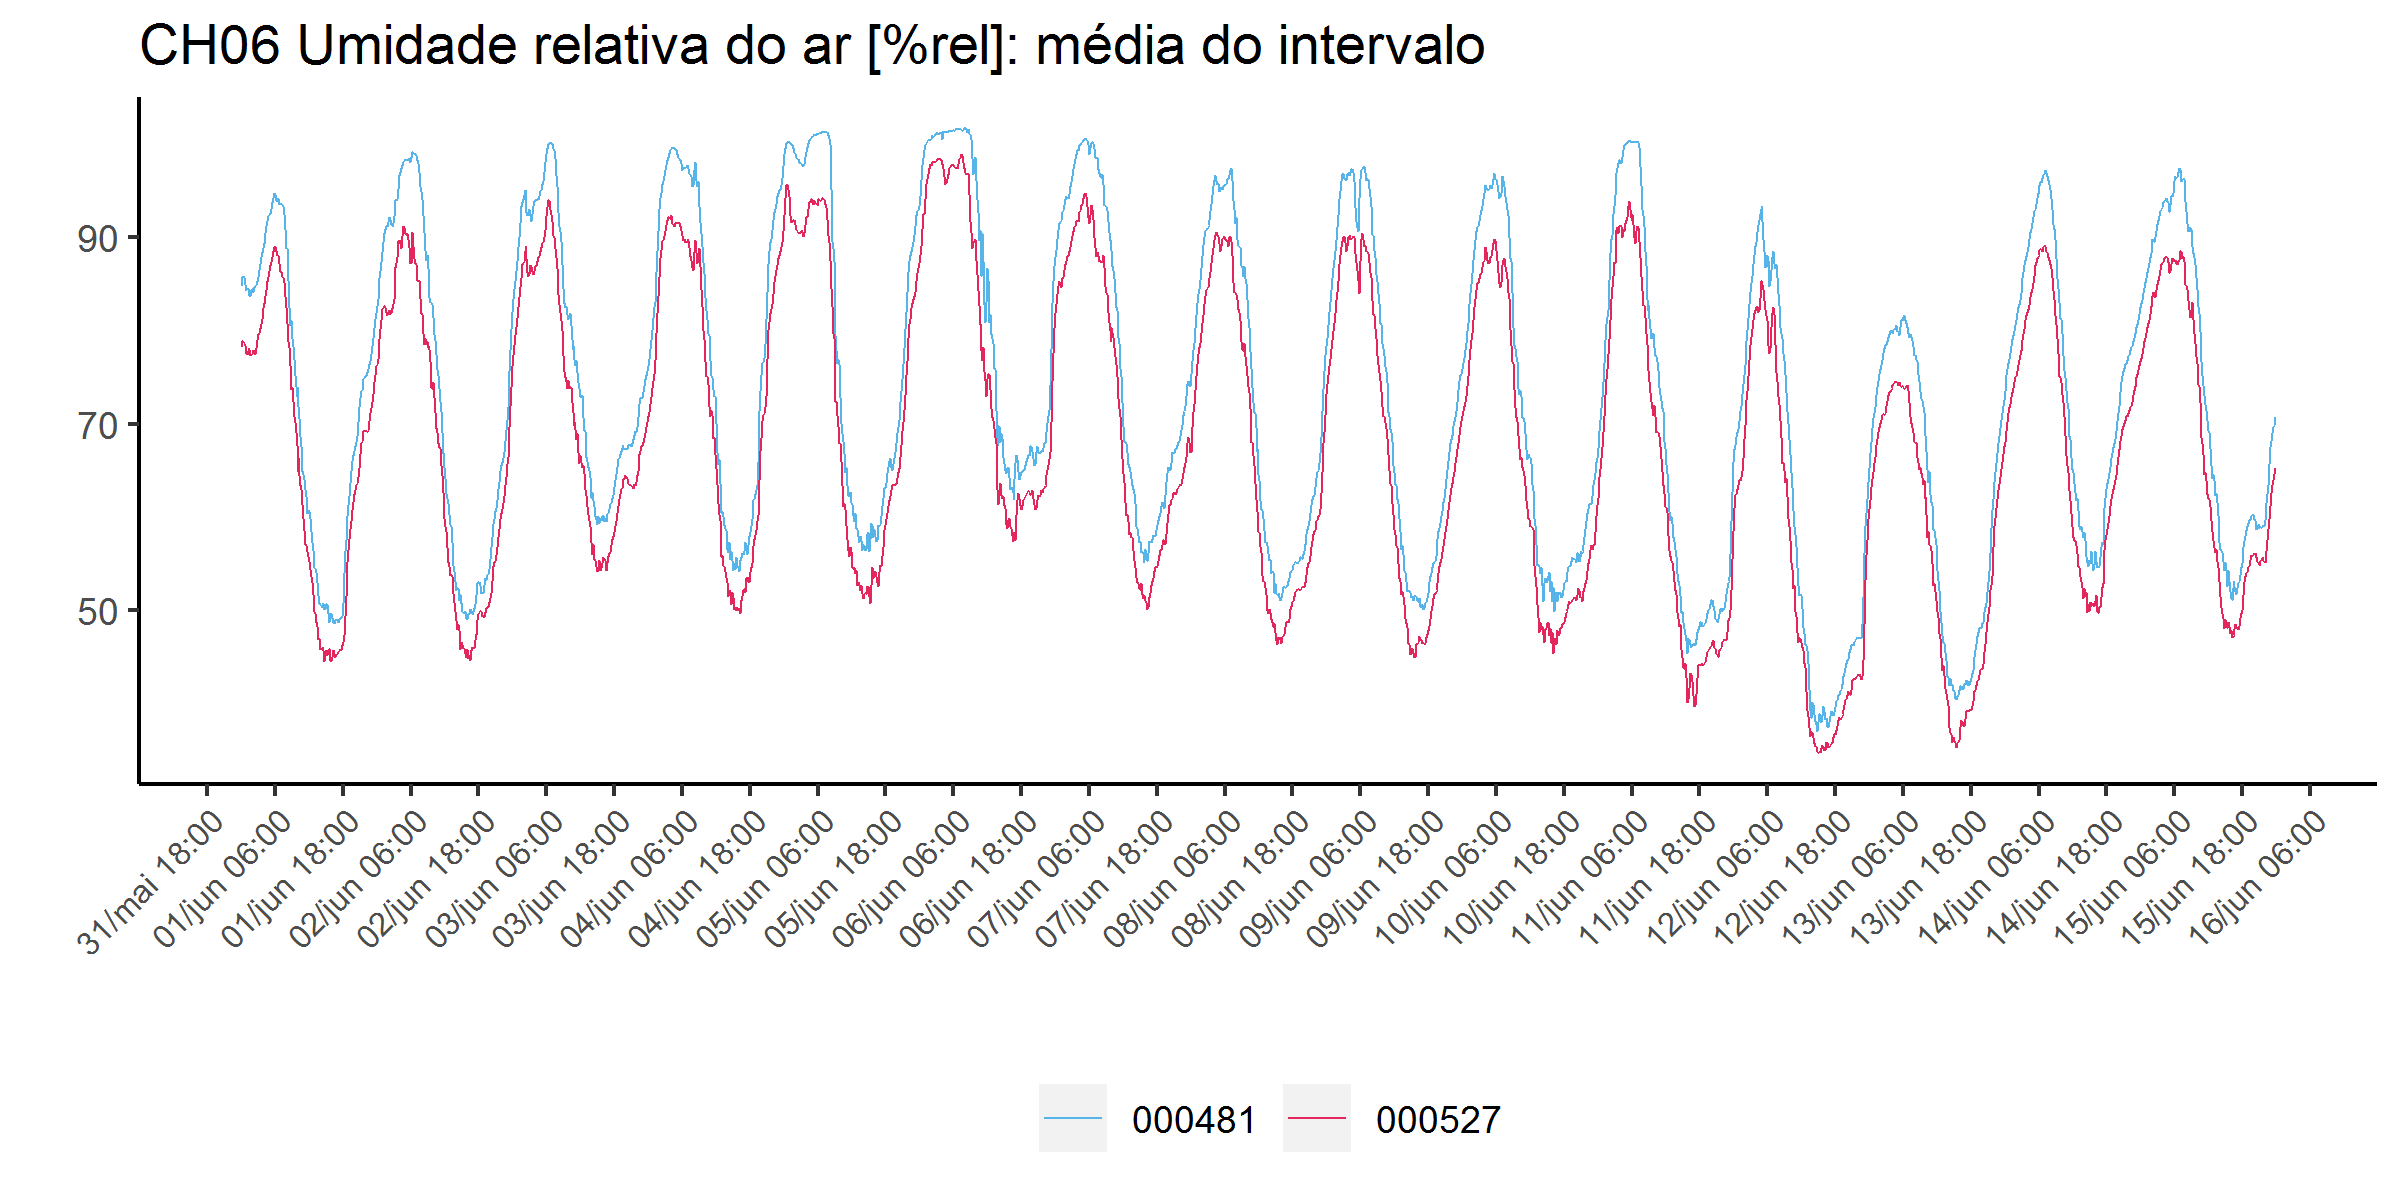 CH06 Umidade relativa do ar [%rel]: média do intervalo
90
70
50
31/mai 18:00
01/jun 06:00
01/jun 18:00
02/jun 06:00
02/jun 18:00
03/jun 06:00
03/jun 18:00
04/jun 06:00
04/jun 18:00
05/jun 06:00
05/jun 18:00
06/jun 06:00
06/jun 18:00
07/jun 06:00
07/jun 18:00
08/jun 06:00
08/jun 18:00
09/jun 06:00
09/jun 18:00
10/jun 06:00
10/jun 18:00
11/jun 06:00
11/jun 18:00
12/jun 06:00
12/jun 18:00
13/jun 06:00
13/jun 18:00
14/jun 06:00
14/jun 18:00
15/jun 06:00
15/jun 18:00
16/jun 06:00
000481 000527